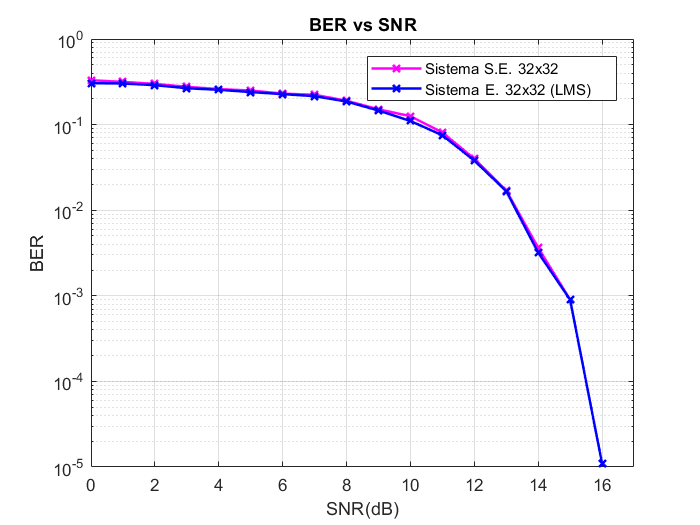 BER vs SNR
Sistema S.E. 32x32
Sistema E. 32x32 (LMS)
10^0
10^-1
10^-2
10^-3
10^-4
10^-5
BER
0 2 4 6 8 10 12 14 16
SNR(dB)